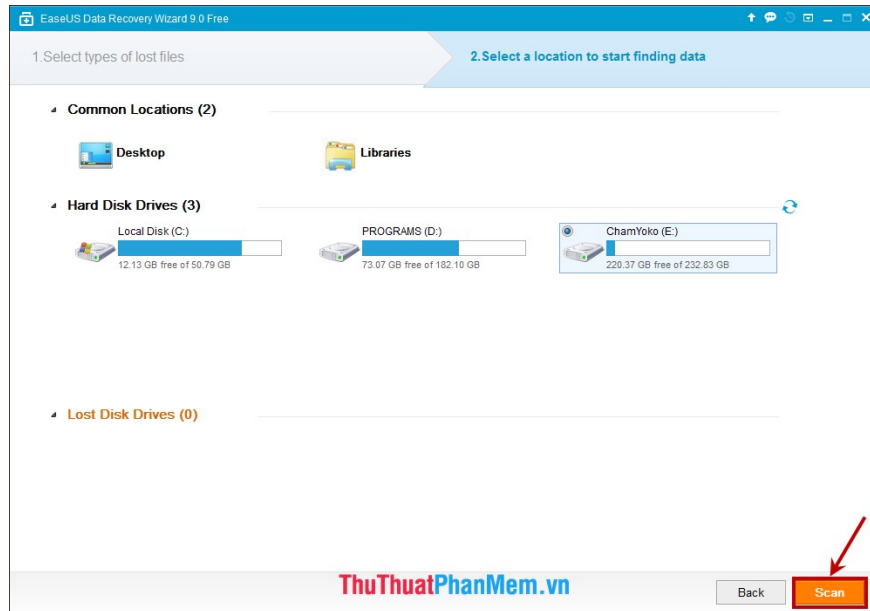 EaseUS Data Recovery Wizard 9.0 Free
1.Select types of lost files
2.Select a location to start finding data
Common Locations (2)
Desktop
Libraries
Hard Disk Drives (3)
Local Disk (C:)
12.13 GB free of 50.79 GB
PROGRAMS (D:)
73.07 GB free of 182.10 GB
ChamYoko (E:)
220.37 GB free of 232.83 GB
Lost Disk Drives (0)
ThuThuatPhanMem.vn
Back
Scan